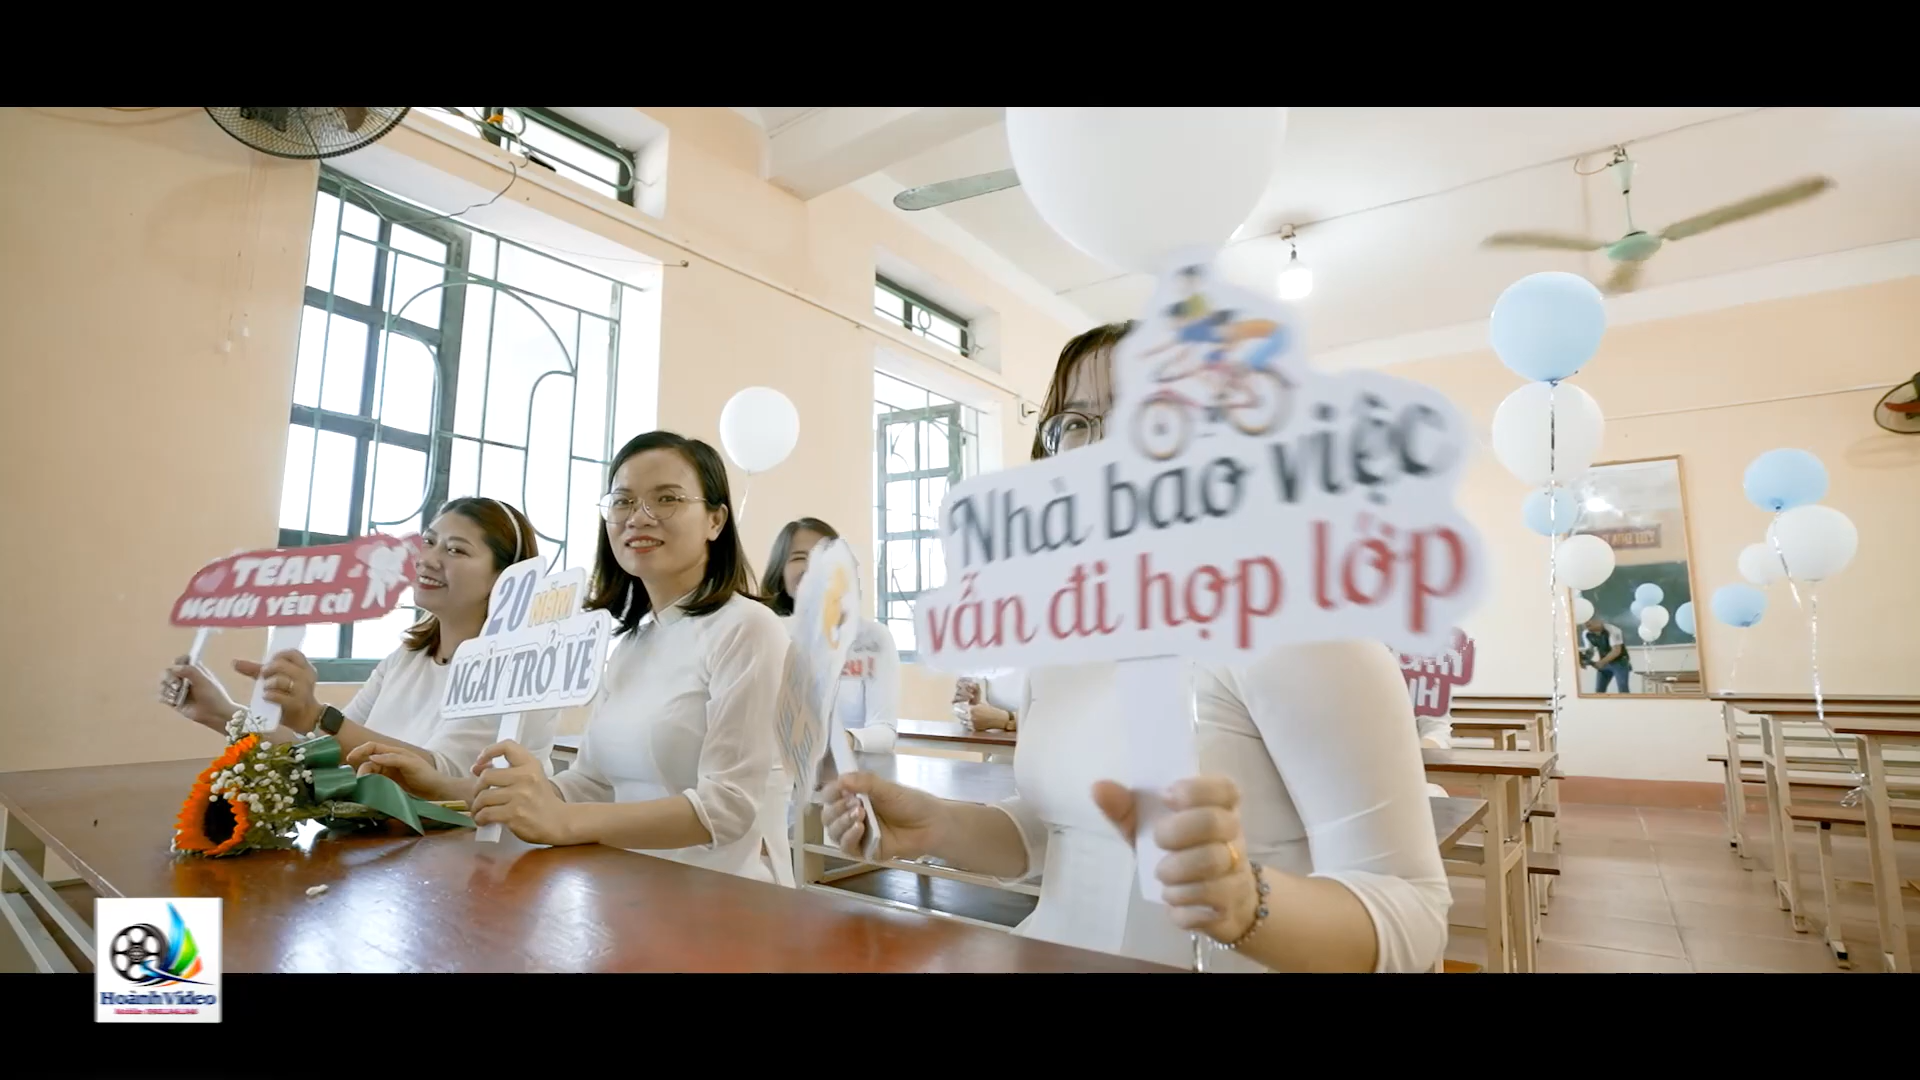 TEAM
NGƯỜI YÊU CŨ
20 NĂM
NGÀY TRỞ VỀ
Nhà bao việc
vẫn đi họp lớp
HoànhVideo